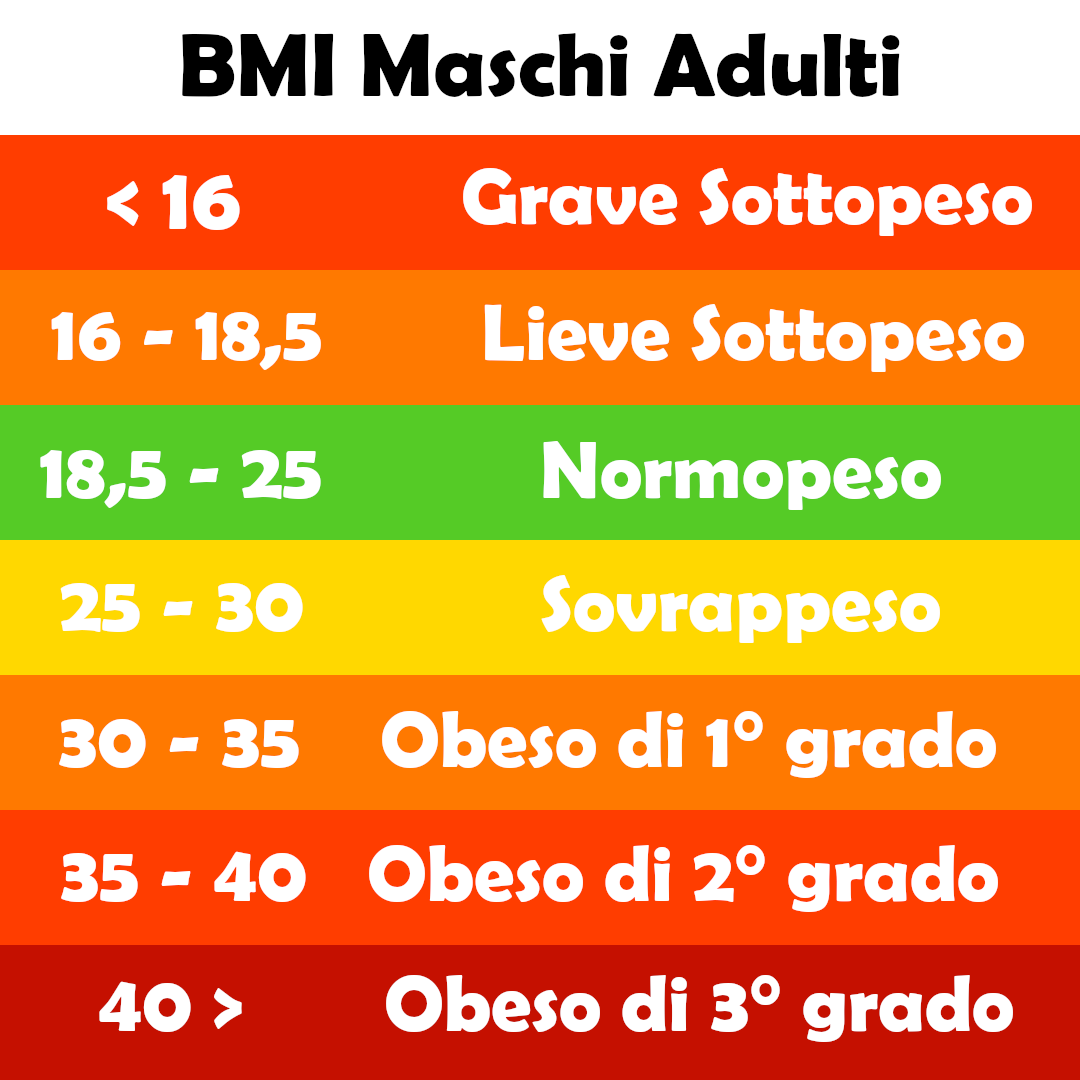 BMI Maschi Adulti
< 16 Grave Sottopeso
16 - 18,5 Lieve Sottopeso
18,5 - 25 Normopeso
25 - 30 Sovrappeso
30 - 35 Obeso di 1° grado
35 - 40 Obeso di 2° grado
40 > Obeso di 3° grado